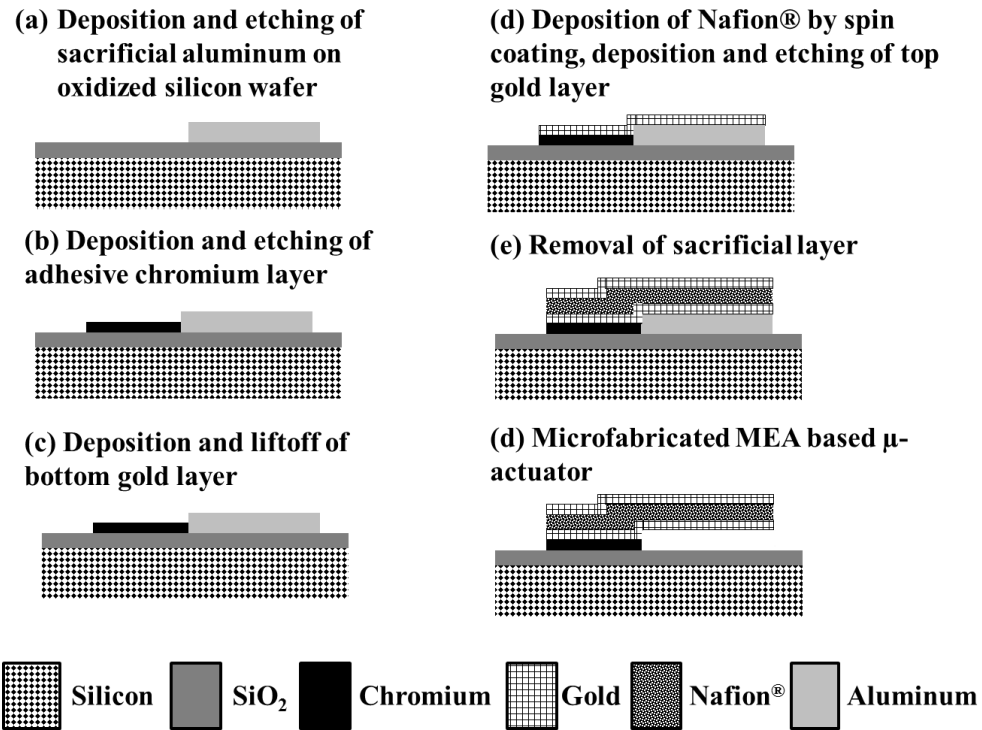 (a) Deposition and etching of
sacrificial aluminum on
oxidized silicon wafer
(b) Deposition and etching of
adhesive chromium layer
(c) Deposition and liftoff of
bottom gold layer
(d) Deposition of Nafion® by spin
coating, deposition and etching of top
gold layer
(e) Removal of sacrificial layer
(d) Microfabricated MEA based μ-
actuator
Silicon SiO₂ Chromium Gold Nafion® Aluminum